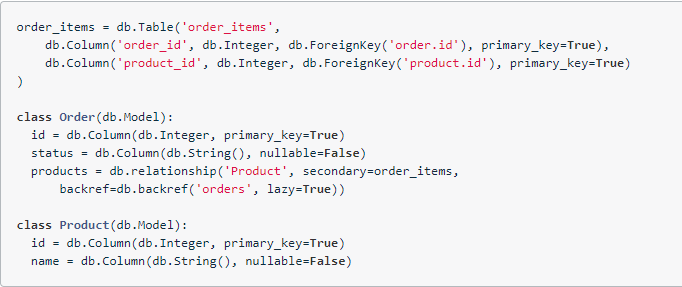 order_items = db.Table('order_items',
    db.Column('order_id', db.Integer, db.ForeignKey('order.id'), primary_key=True),
    db.Column('product_id', db.Integer, db.ForeignKey('product.id'), primary_key=True)
)

class Order(db.Model):
  id = db.Column(db.Integer, primary_key=True)
  status = db.Column(db.String(), nullable=False)
  products = db.relationship('Product', secondary=order_items,
      backref=db.backref('orders', lazy=True))

class Product(db.Model):
  id = db.Column(db.Integer, primary_key=True)
  name = db.Column(db.String(), nullable=False)